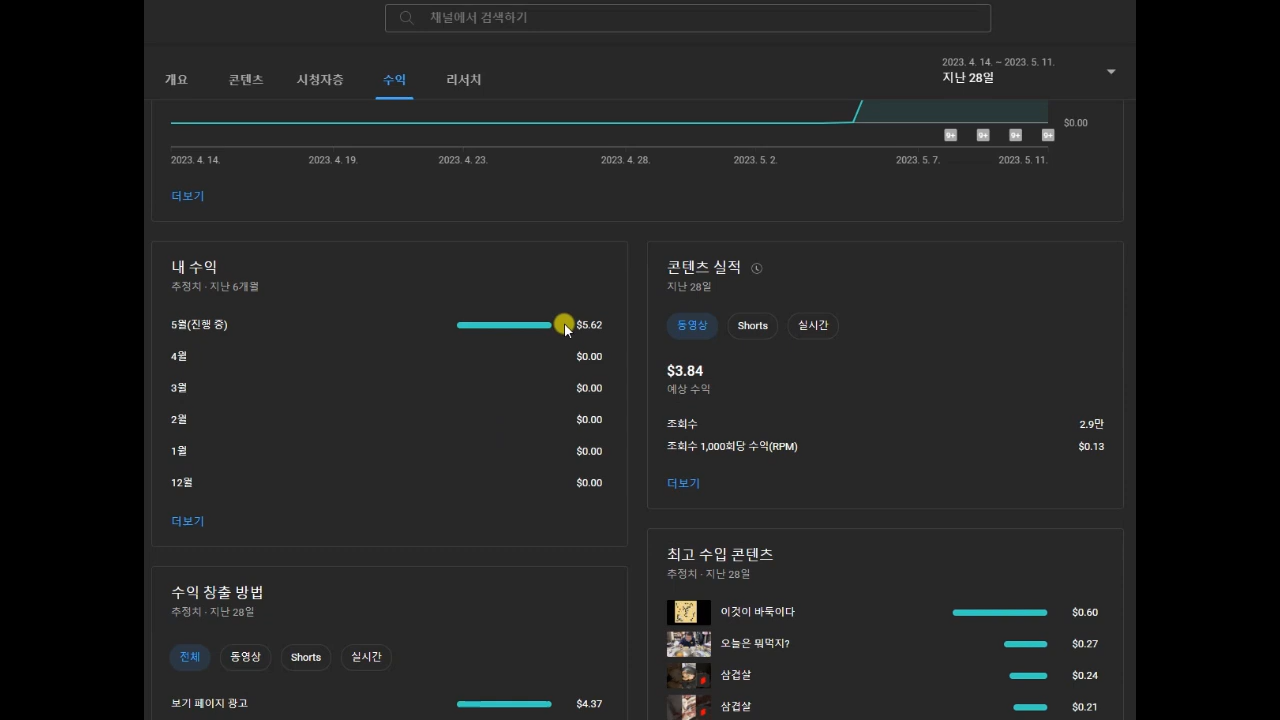 채널에서 검색하기
개요
콘텐츠
시청자층
수익
리서치
2023. 4. 14. – 2023. 5. 11.
지난 28일
$0.00
9+ 9+ 9+ 9+
2023. 4. 14.
2023. 4. 19.
2023. 4. 23.
2023. 4. 28.
2023. 5. 2.
2023. 5. 7.
2023. 5. 11.
더보기
내 수익
추정치 · 지난 6개월
5월(진행 중) $5.62
4월 $0.00
3월 $0.00
2월 $0.00
1월 $0.00
12월 $0.00
더보기
콘텐츠 실적
지난 28일
동영상
Shorts
실시간
$3.84
예상 수익
조회수 2.9만
조회수 1,000회당 수익(RPM) $0.13
더보기
수익 창출 방법
추정치 · 지난 28일
전체
동영상
Shorts
실시간
보기 페이지 광고 $4.37
최고 수입 콘텐츠
추정치 · 지난 28일
이것이 바둑이다 $0.60
오늘은 뭐먹지? $0.27
삼겹살 $0.24
삼겹살 $0.21